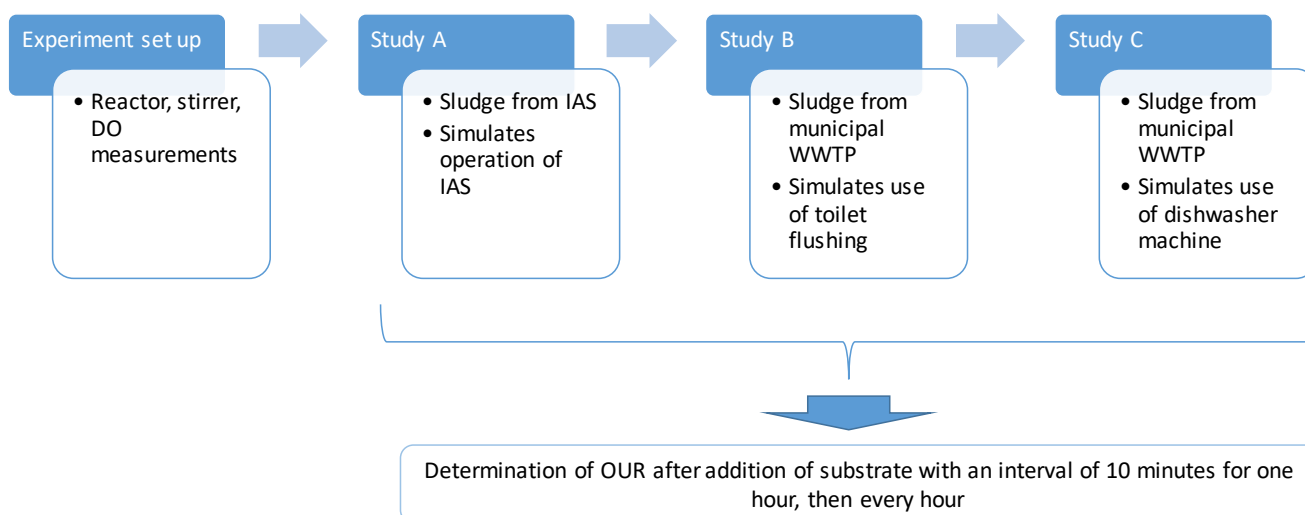 Experiment set up
• Reactor, stirrer,
DO
measurements
Study A
• Sludge from IAS
• Simulates
operation of
IAS
Study B
• Sludge from
municipal
WWTP
• Simulates use
of toilet
flushing
Study C
• Sludge from
municipal
WWTP
• Simulates use
of dishwasher
machine
Determination of OUR after addition of substrate with an interval of 10 minutes for one
hour, then every hour